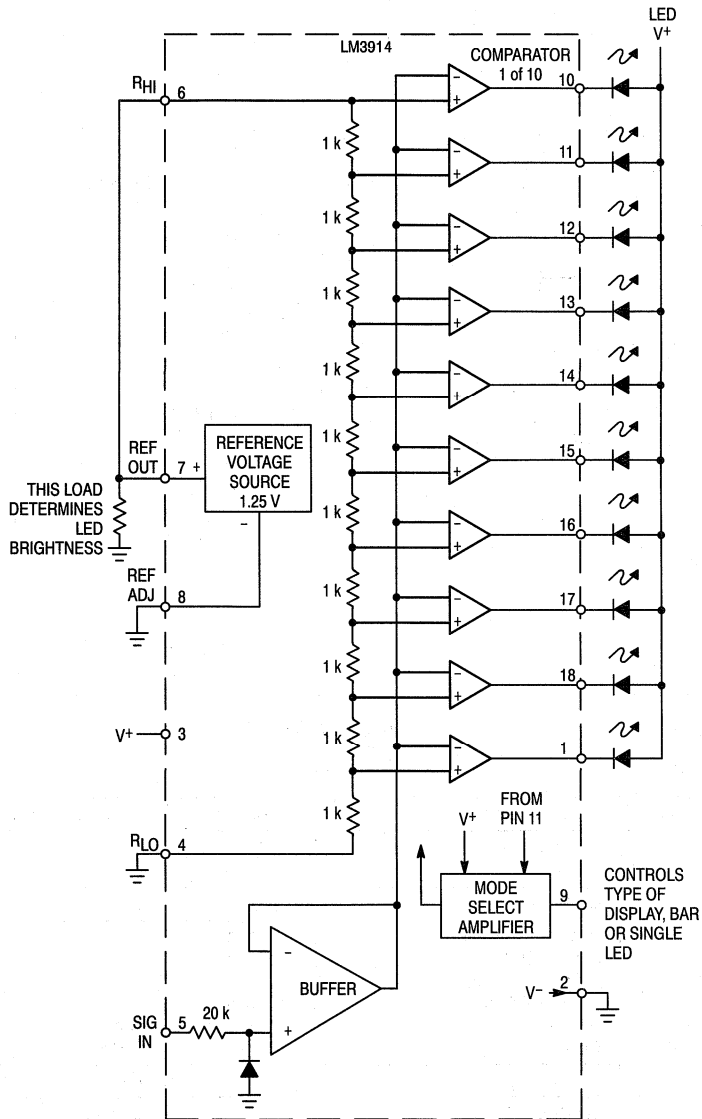 LED
V+
LM3914
COMPARATOR
1 of 10
RHI
6
10
−
+
1 k
11
−
+
1 k
12
−
+
1 k
13
−
+
1 k
14
−
+
1 k
15
−
+
REF
OUT
7 +
REFERENCE
VOLTAGE
SOURCE
1.25 V
−
THIS LOAD
DETERMINES
LED
BRIGHTNESS
1 k
16
−
+
REF
ADJ
8
1 k
17
−
+
1 k
18
−
+
V+
3
1 k
1
−
+
1 k
RLO
4
V+
FROM
PIN 11
MODE
SELECT
AMPLIFIER
9
CONTROLS
TYPE OF
DISPLAY, BAR
OR SINGLE
LED
−
BUFFER
+
V−
2
SIG
IN
5
20 k